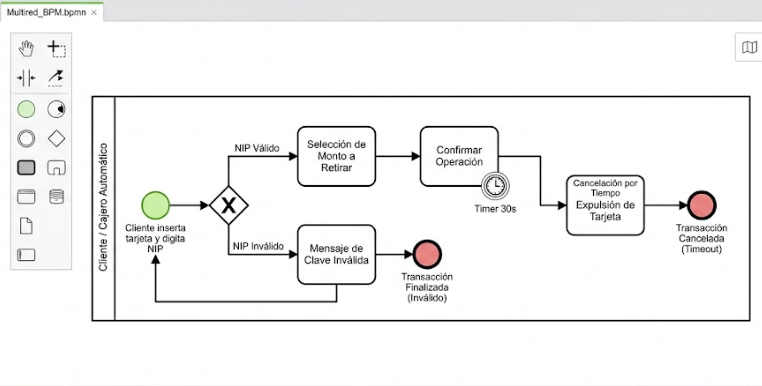 Multired_BPM.bpmn ×
Cliente / Cajero Automático
Cliente inserta
tarjeta y digita
NIP
X
NIP Válido
Selección de
Monto a
Retirar
Confirmar
Operación
Timer 30s
Cancelación por
Tiempo
Expulsión de
Tarjeta
Transacción
Cancelada
(Timeout)
NIP Inválido
Mensaje de
Clave Inválida
Transacción
Finalizada
(Inválido)